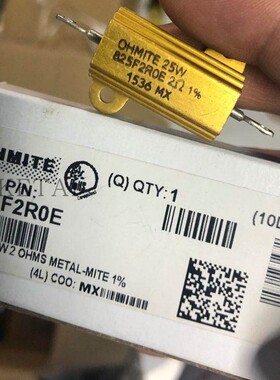 OHMITE 25W
825F2R0E 2Ω 1%
1536 MX
HMITE
P/N:
(Q) QTY: 1
(10D
F2R0E
W 2 OHMS METAL-MITE 1%
(4L) COO: MX